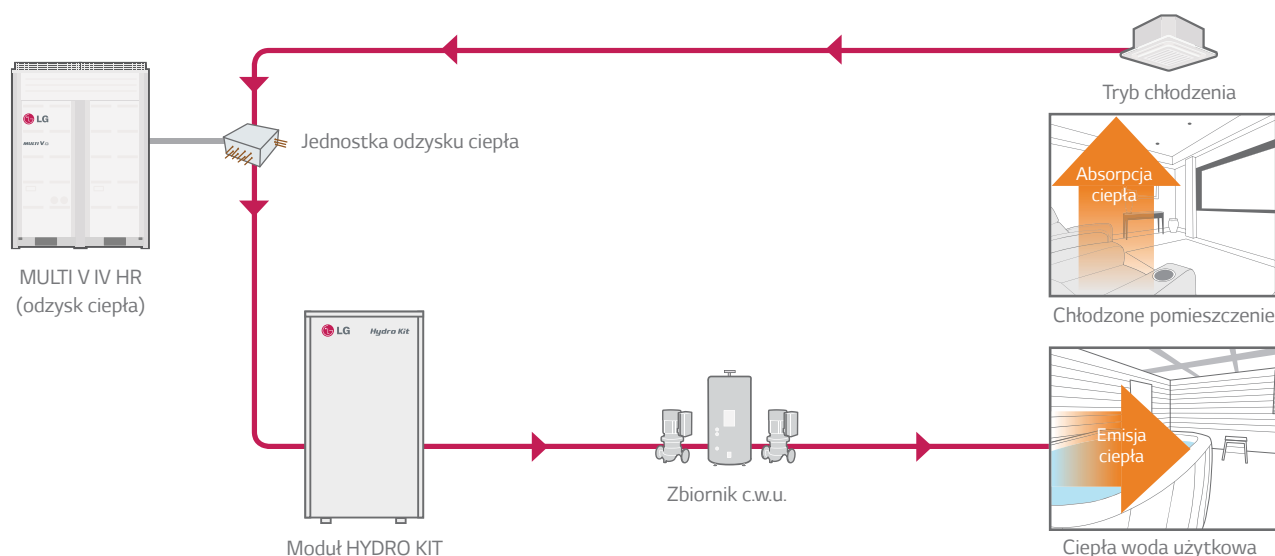 Tryb chłodzenia
LG
MULTI V IV
Jednostka odzysku ciepła
Absorpcja
ciepła
MULTI V IV HR
(odzysk ciepła)
Chłodzone pomieszczenie
LG
Hydro Kit
Emisja
ciepła
Zbiornik c.w.u.
Moduł HYDRO KIT
Ciepła woda użytkowa